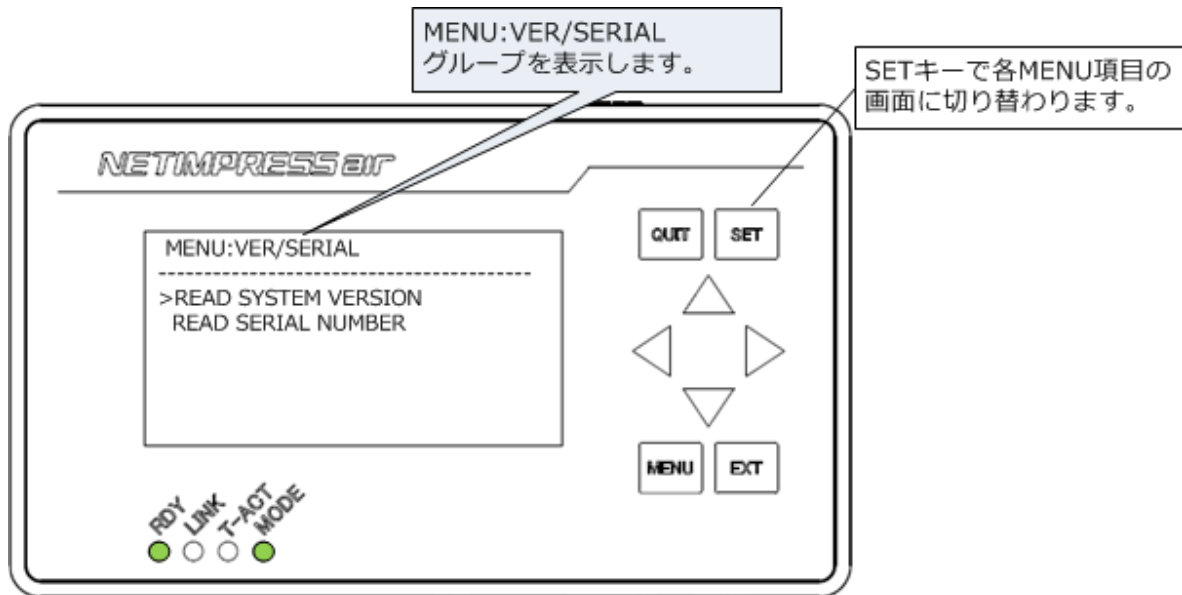 MENU:VER/SERIAL
グループを表示します。
SETキーで各MENU項目の
画面に切り替わります。
NETIMPRESS air
MENU:VER/SERIAL
----------------------------------------
>READ SYSTEM VERSION
READ SERIAL NUMBER
QUIT SET
MENU EXT
RDY LINK T-ACT MODE